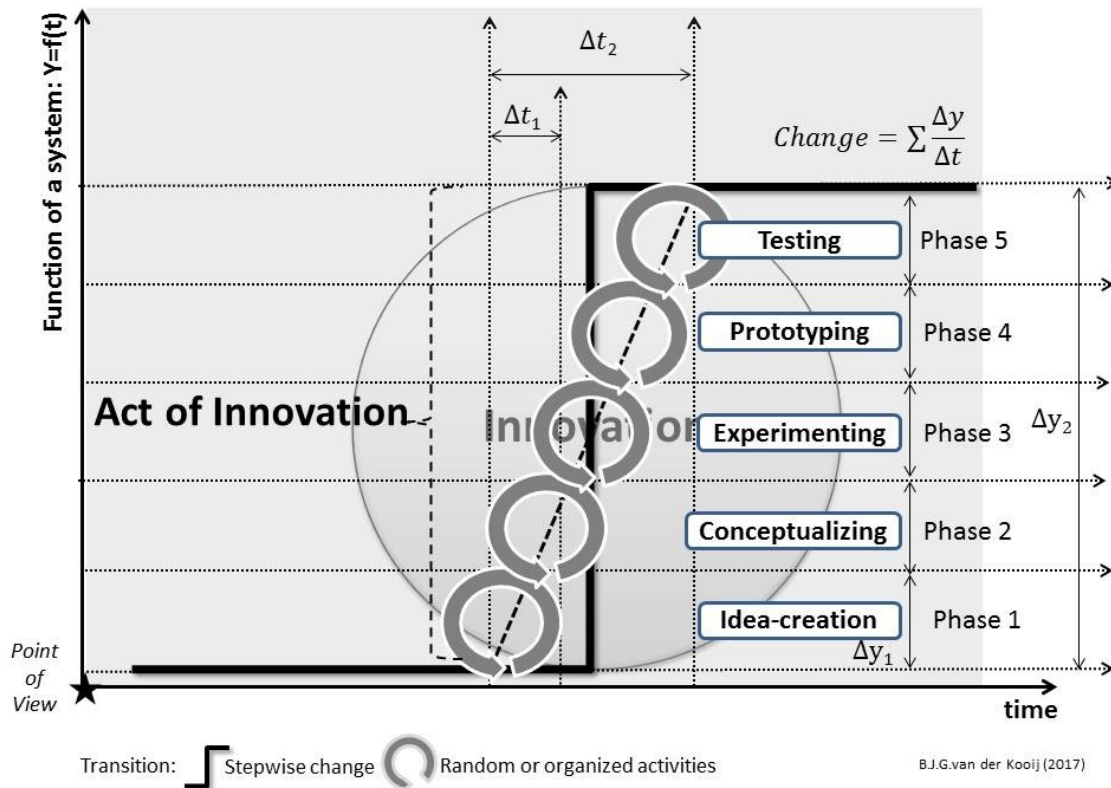 Function of a system: Y=f(t)
Δt₂
Δt₁
Change = ∑ Δy/Δt
Testing
Phase 5
Prototyping
Phase 4
Act of Innovation
Innovation
Experimenting
Phase 3
Δy₂
Conceptualizing
Phase 2
Idea-creation
Phase 1
Δy₁
Point
of
View
time
Transition:
Stepwise change
Random or organized activities
B.J.G.van der Kooij (2017)